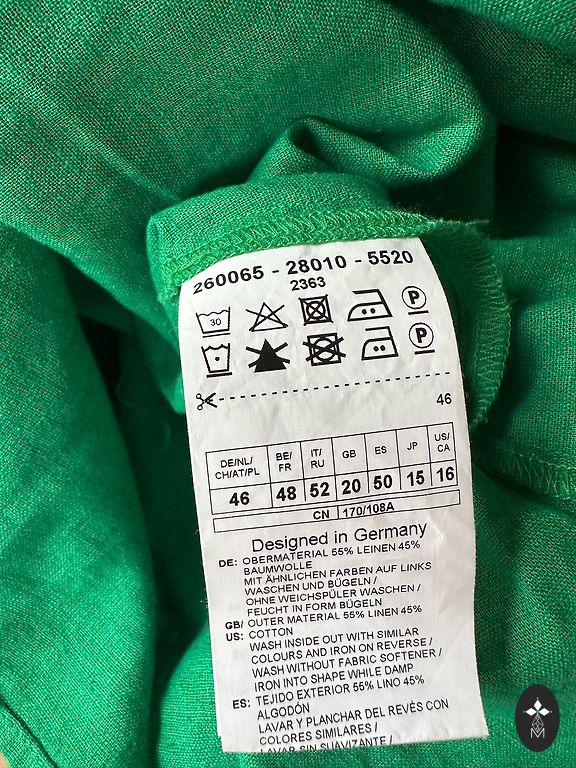 260065 - 28010 - 5520
2363
30
P
P
46
DE/NL/ CH/AT/PL BE/ FR IT/ RU GB ES JP US/ CA
46 48 52 20 50 15 16
CN 170/108A
Designed in Germany
DE: OBERMATERIAL 55% LEINEN 45%
BAUMWOLLE
MIT ÄHNLICHEN FARBEN AUF LINKS
WASCHEN UND BÜGELN /
OHNE WEICHSPÜLER WASCHEN /
FEUCHT IN FORM BÜGELN
GB/ OUTER MATERIAL 55% LINEN 45%
US: COTTON
WASH INSIDE OUT WITH SIMILAR
COLOURS AND IRON ON REVERSE /
WASH WITHOUT FABRIC SOFTENER /
IRON INTO SHAPE WHILE DAMP
ES: TEJIDO EXTERIOR 55% LINO 45%
ALGODÓN
LAVAR Y PLANCHAR DEL REVÉS CON
COLORES SIMILARES /
LAVAR SIN SUAVIZANTE /
M